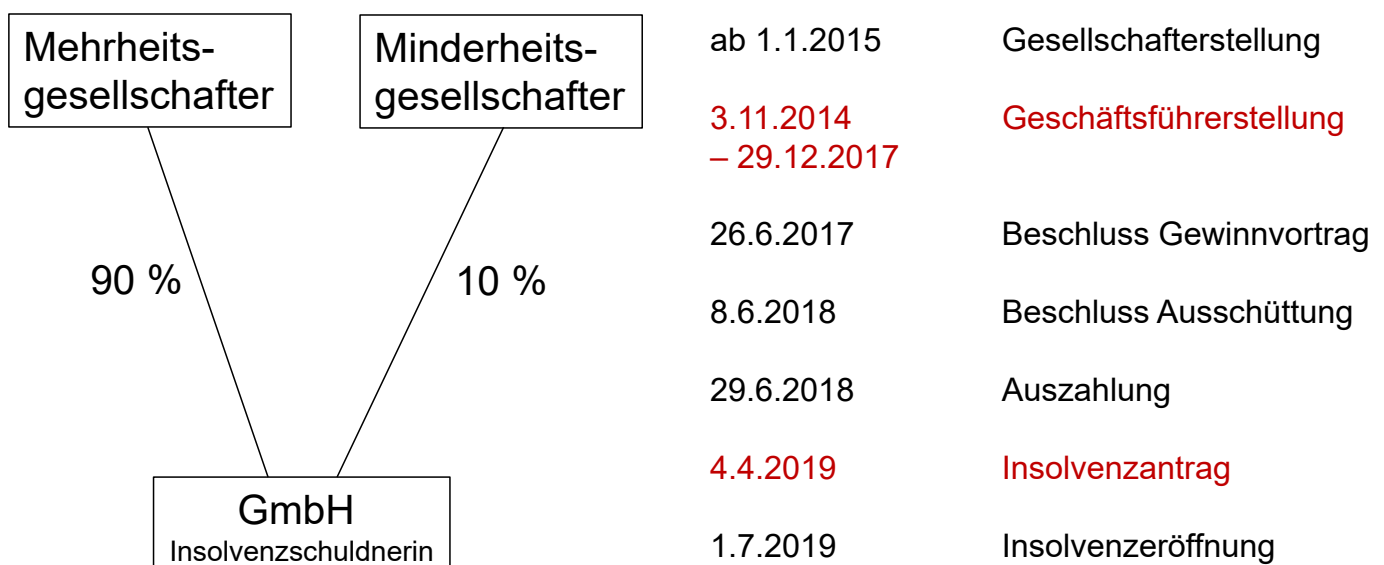 Mehrheits-
gesellschafter
Minderheits-
gesellschafter
90 %
10 %
GmbH
Insolvenzschuldnerin
ab 1.1.2015 Gesellschafterstellung
3.11.2014 Geschäftsführerstellung
– 29.12.2017
26.6.2017 Beschluss Gewinnvortrag
8.6.2018 Beschluss Ausschüttung
29.6.2018 Auszahlung
4.4.2019 Insolvenzantrag
1.7.2019 Insolvenzeröffnung